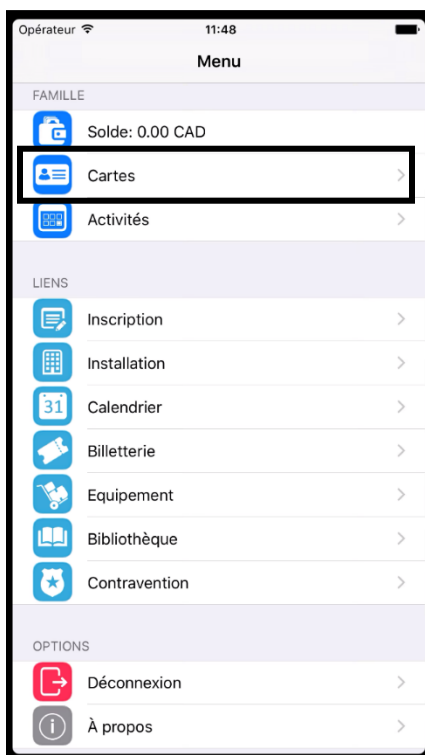 Opérateur 11:48
Menu
FAMILLE
Solde: 0.00 CAD
Cartes
Activités
LIENS
Inscription
Installation
31 Calendrier
Billetterie
Equipement
Bibliothèque
Contravention
OPTIONS
Déconnexion
À propos